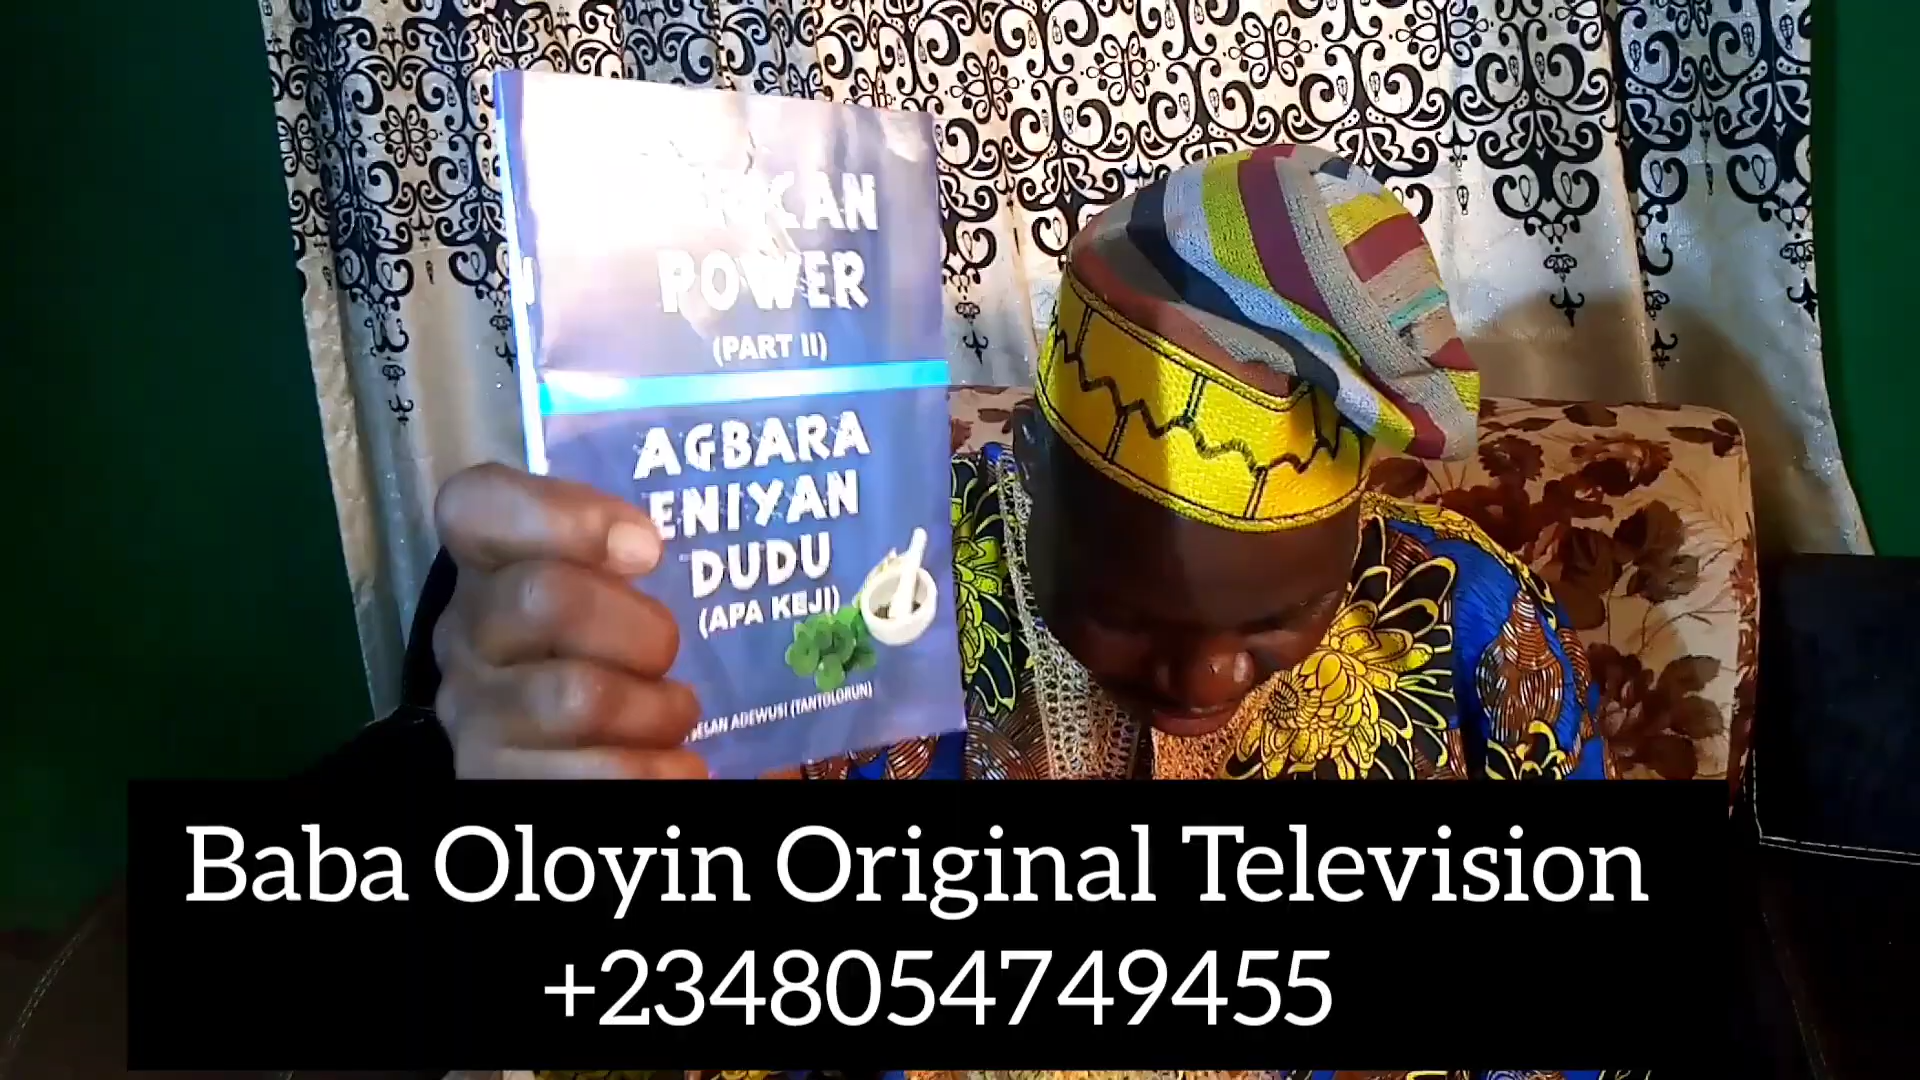 POWER
(PART II)
AGBARA
ENIYAN
DUDU
(APA KEJI)
ADEWUSI (TANTOLORUN)
Baba Oloyin Original Television
+2348054749455